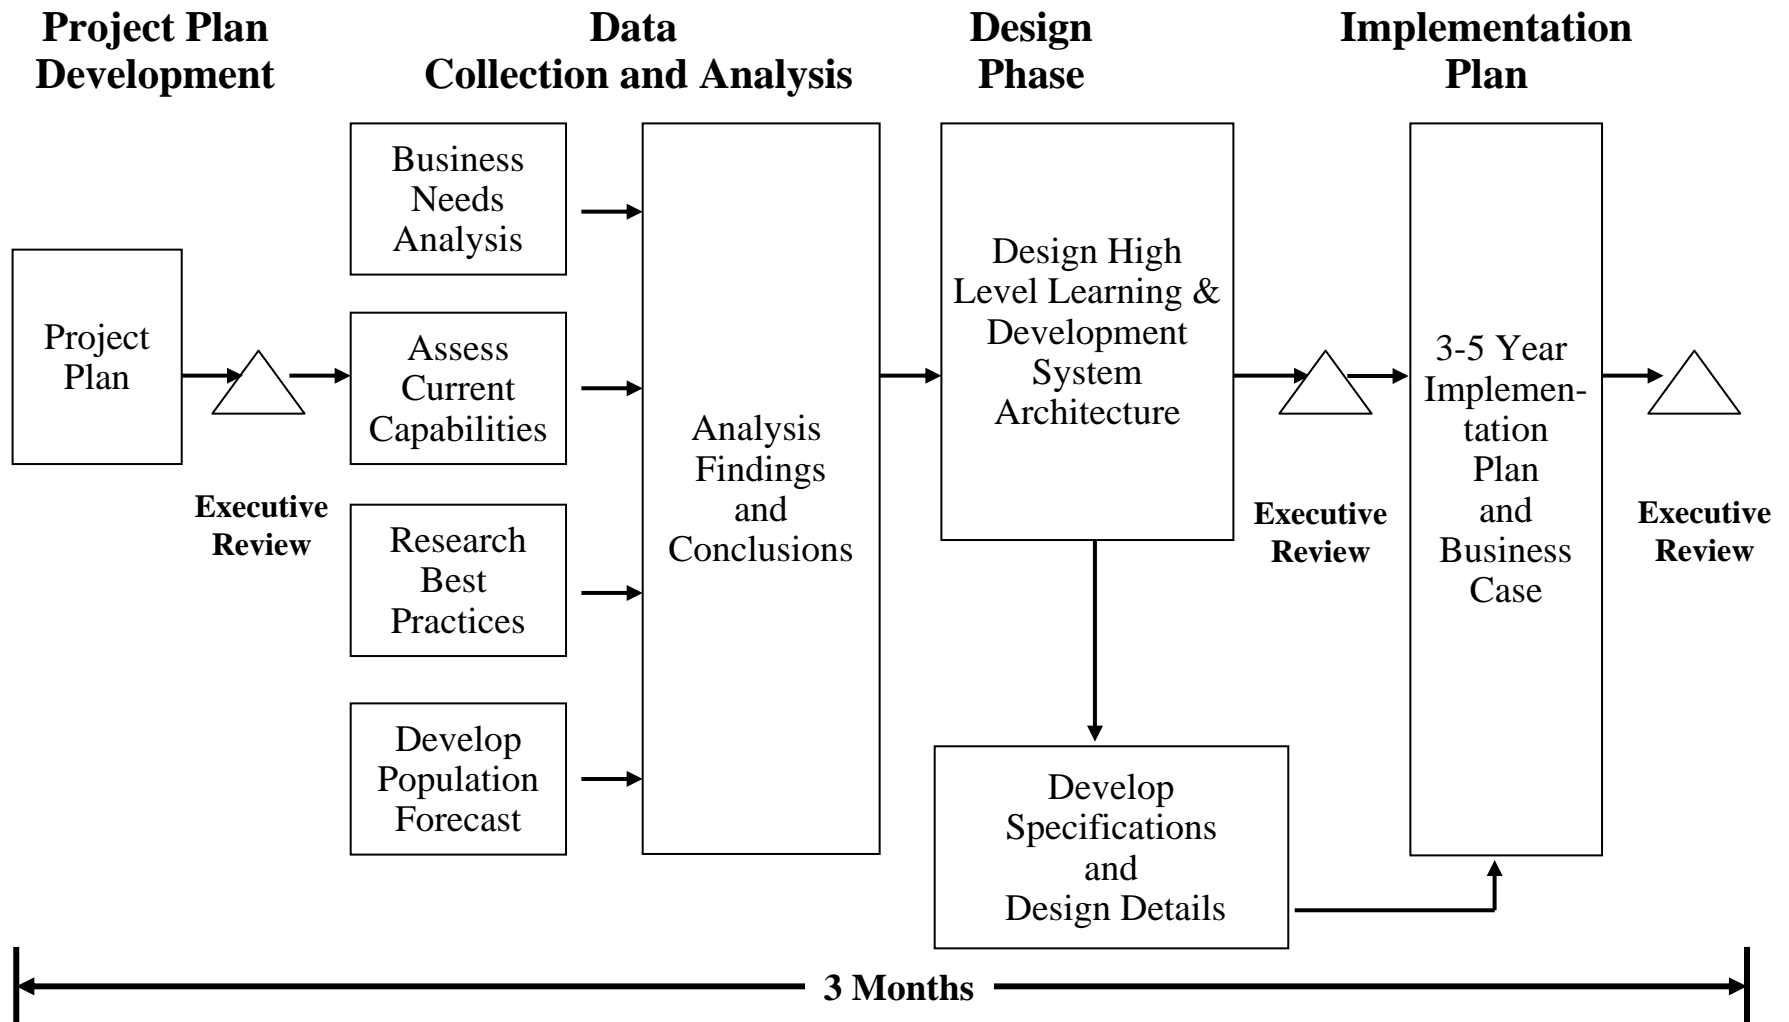 Project Plan
Development
Data
Collection and Analysis
Design
Phase
Implementation
Plan
Project
Plan
Executive
Review
Business
Needs
Analysis
Assess
Current
Capabilities
Research
Best
Practices
Develop
Population
Forecast
Analysis
Findings
and
Conclusions
Design High
Level Learning &
Development
System
Architecture
Develop
Specifications
and
Design Details
Executive
Review
3-5 Year
Implemen-
tation
Plan
and
Business
Case
Executive
Review
3 Months